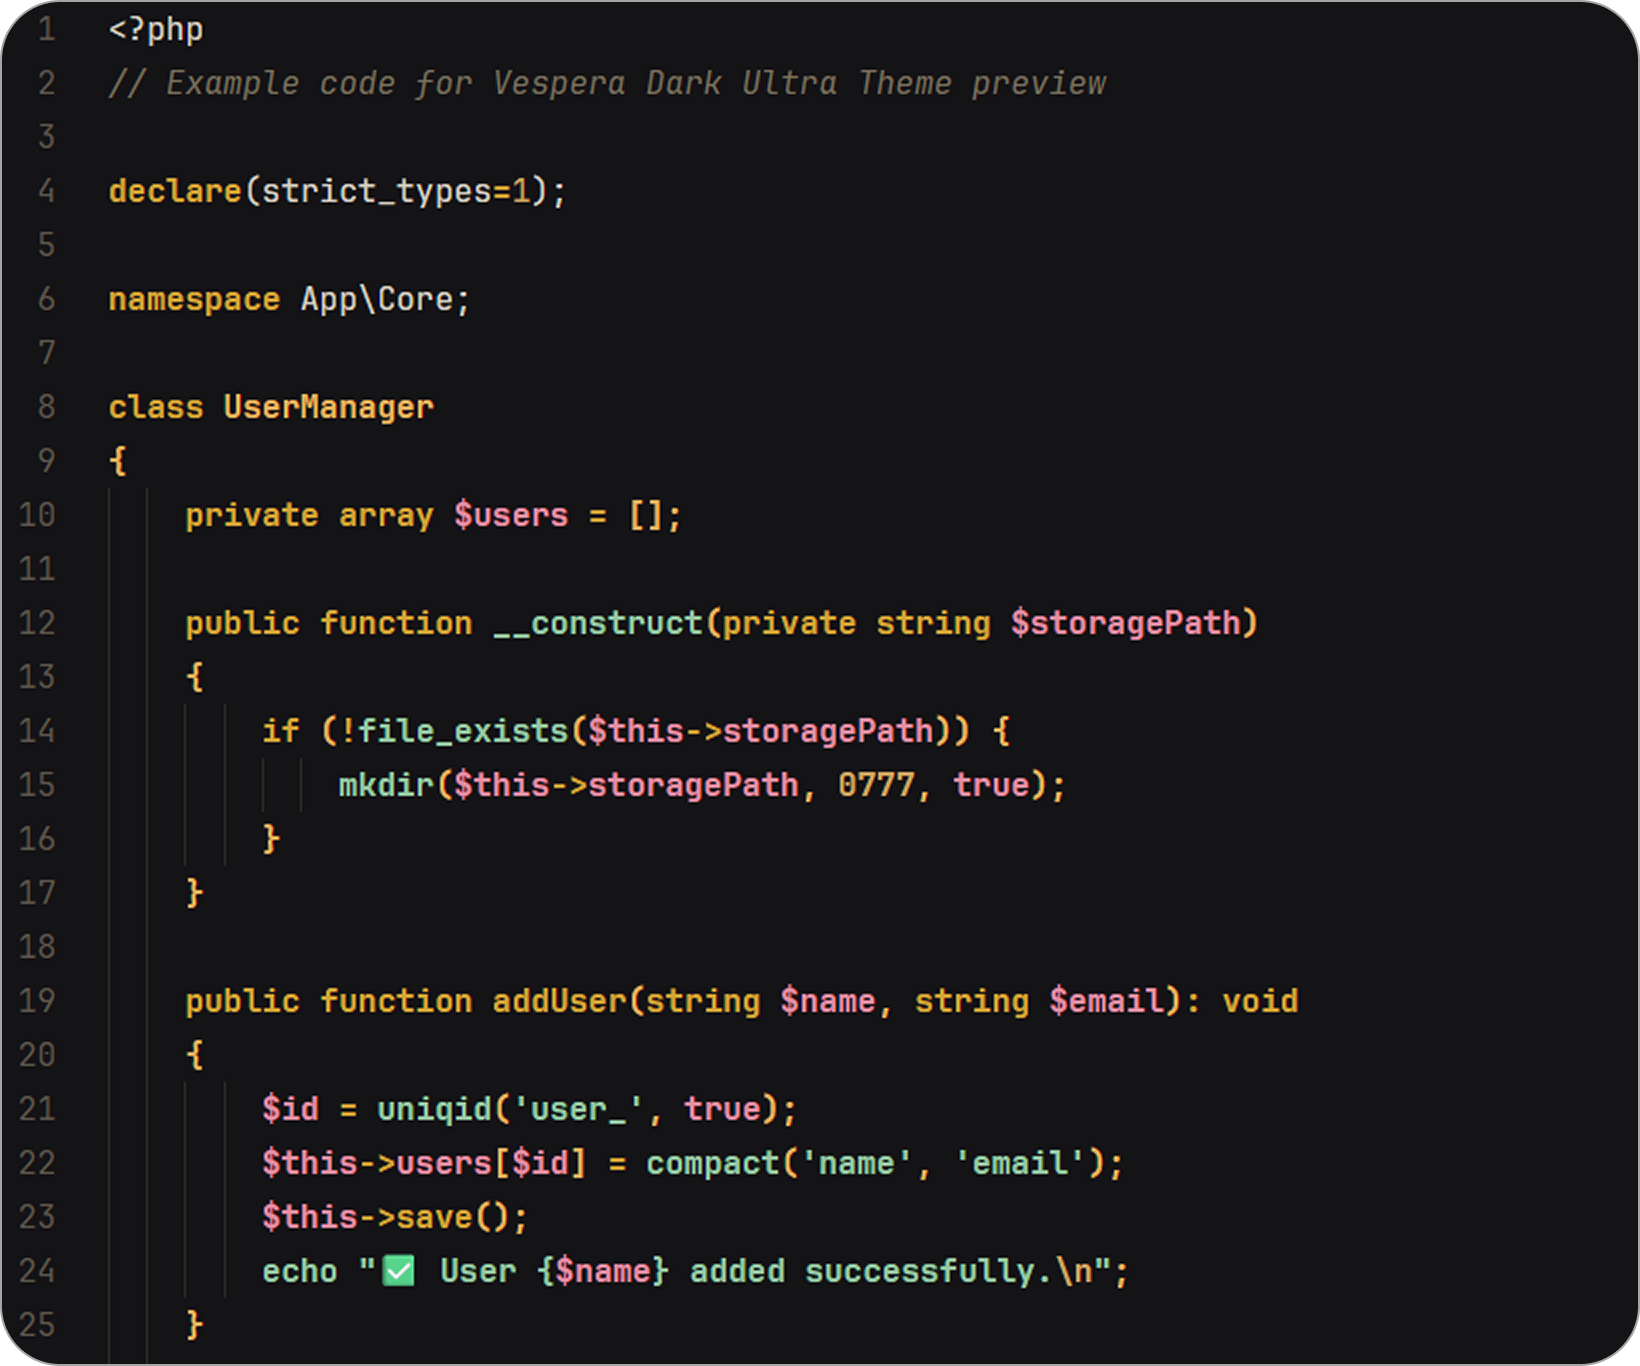 1 <?php
2 // Example code for Vespera Dark Ultra Theme preview
3
4 declare(strict_types=1);
5
6 namespace App\Core;
7
8 class UserManager
9 {
10     private array $users = [];
11
12     public function __construct(private string $storagePath)
13     {
14         if (!file_exists($this->storagePath)) {
15             mkdir($this->storagePath, 0777, true);
16         }
17     }
18
19     public function addUser(string $name, string $email): void
20     {
21         $id = uniqid('user_', true);
22         $this->users[$id] = compact('name', 'email');
23         $this->save();
24         echo "✅ User {$name} added successfully.\n";
25     }